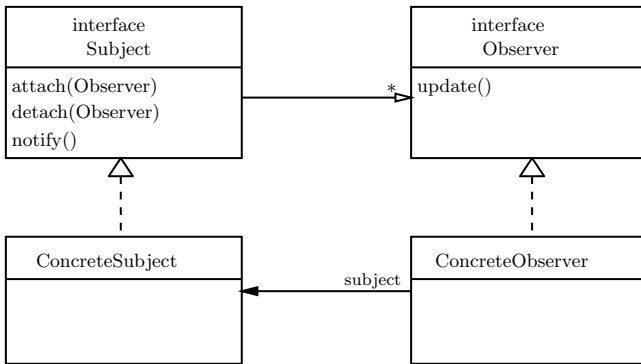 interface
Subject
attach(Observer)
detach(Observer)
notify()
*
interface
Observer
update()
ConcreteSubject
subject
ConcreteObserver